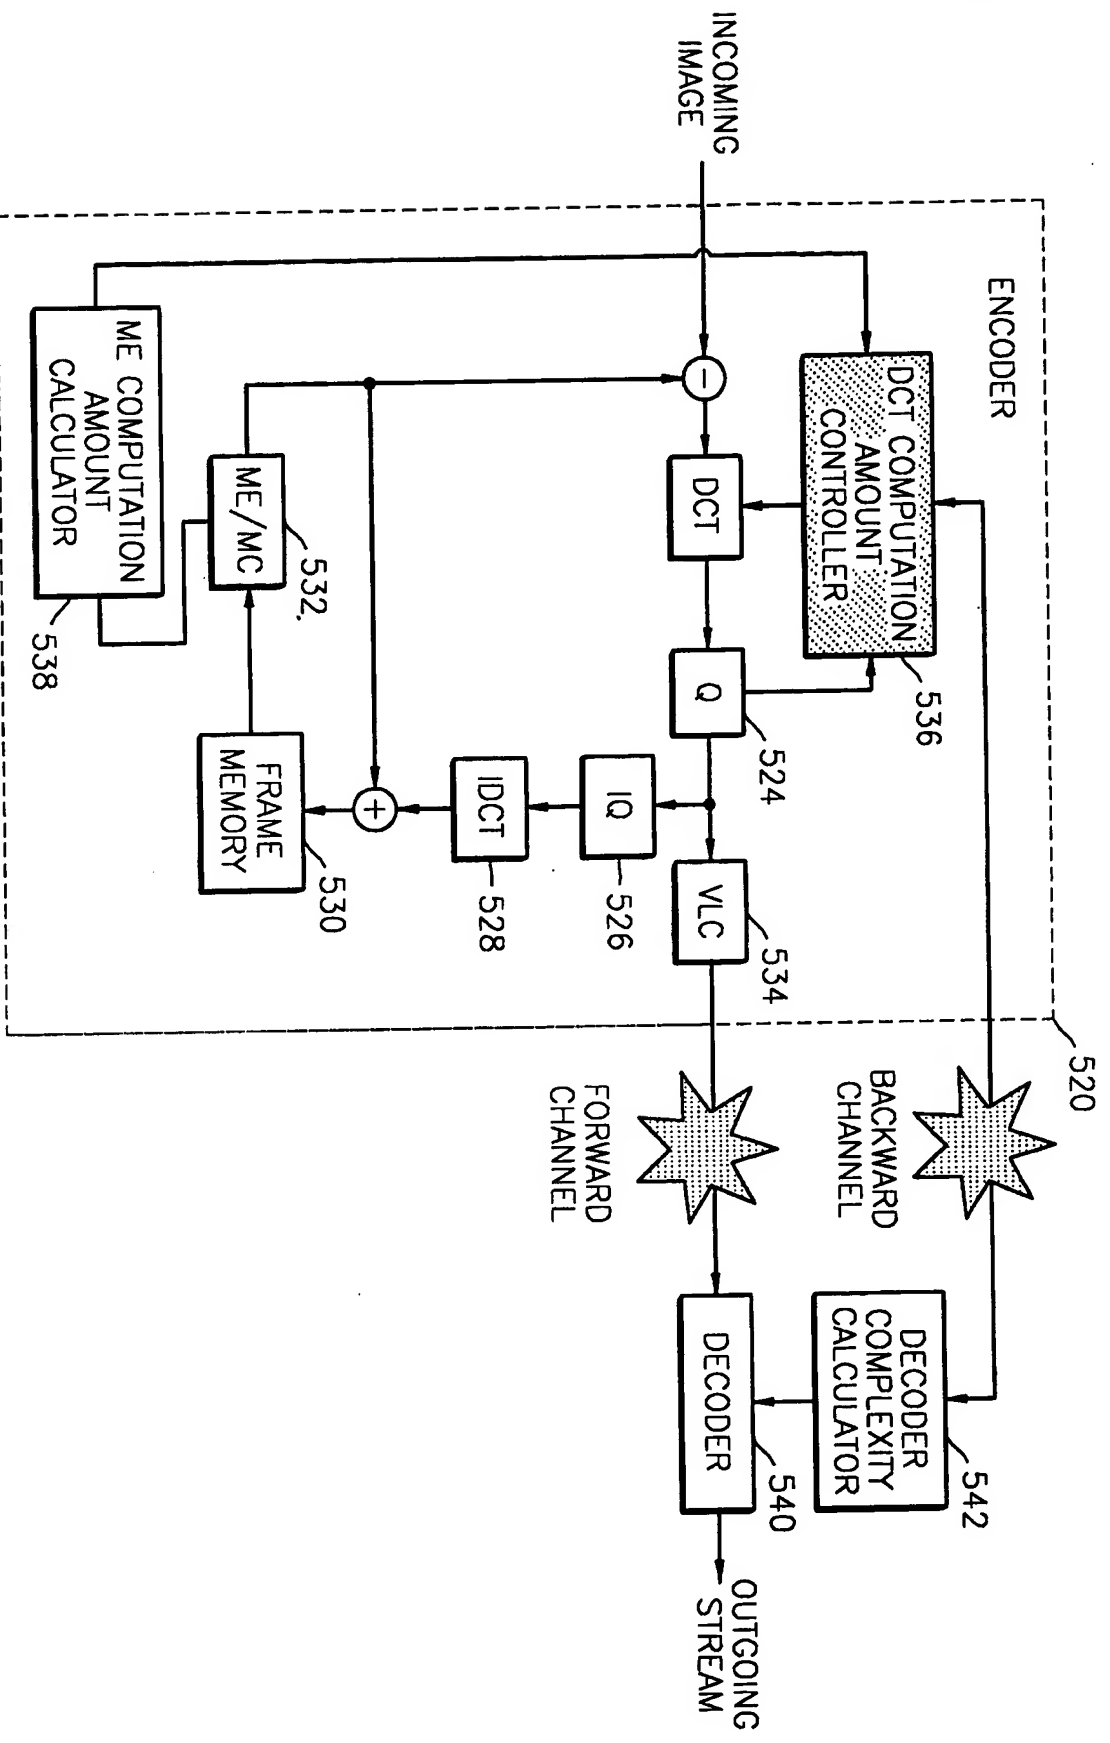 INCOMING
IMAGE
ENCODER
520
DCT COMPUTATION
AMOUNT
CONTROLLER
536
-
DCT
Q
524
VLC
534
IQ
526
IDCT
528
+
FRAME
MEMORY
530
ME/MC
532.
ME COMPUTATION
AMOUNT
CALCULATOR
538
BACKWARD
CHANNEL
FORWARD
CHANNEL
DECODER
COMPLEXITY
CALCULATOR
542
DECODER
540
OUTGOING
STREAM